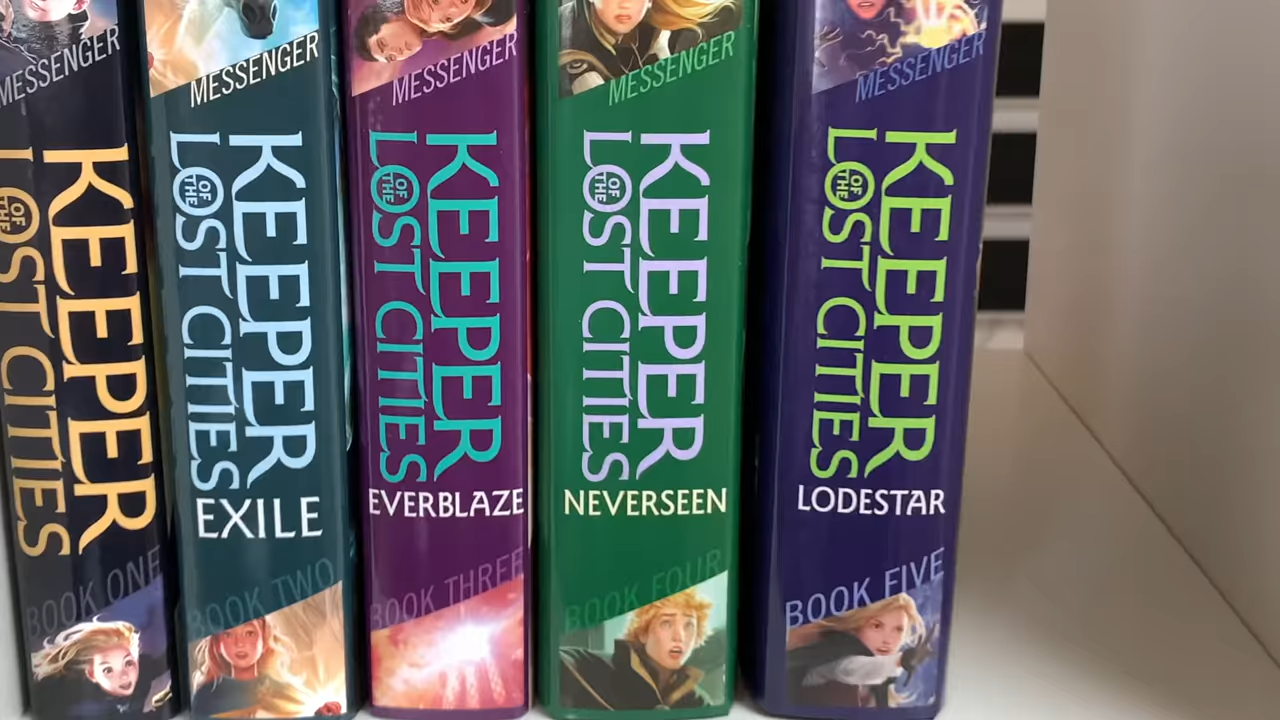 MESSENGER
KEEPER
OF THE
LOST CITIES
BOOK ONE
MESSENGER
KEEPER
OF THE
LOST CITIES
EXILE
BOOK TWO
MESSENGER
KEEPER
OF THE
LOST CITIES
EVERBLAZE
BOOK THREE
MESSENGER
KEEPER
OF THE
LOST CITIES
NEVERSEEN
BOOK FOUR
MESSENGER
KEEPER
OF THE
LOST CITIES
LODESTAR
BOOK FIVE